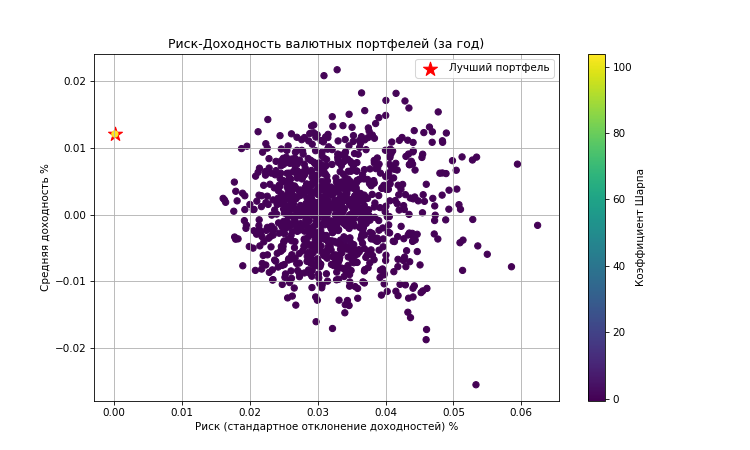 Риск-Доходность валютных портфелей (за год)
Лучший портфель
0.02
0.01
0.00
−0.01
−0.02
Средняя доходность %
0.00 0.01 0.02 0.03 0.04 0.05 0.06
Риск (стандартное отклонение доходностей) %
100
80
60
40
20
0
Коэффициент Шарпа